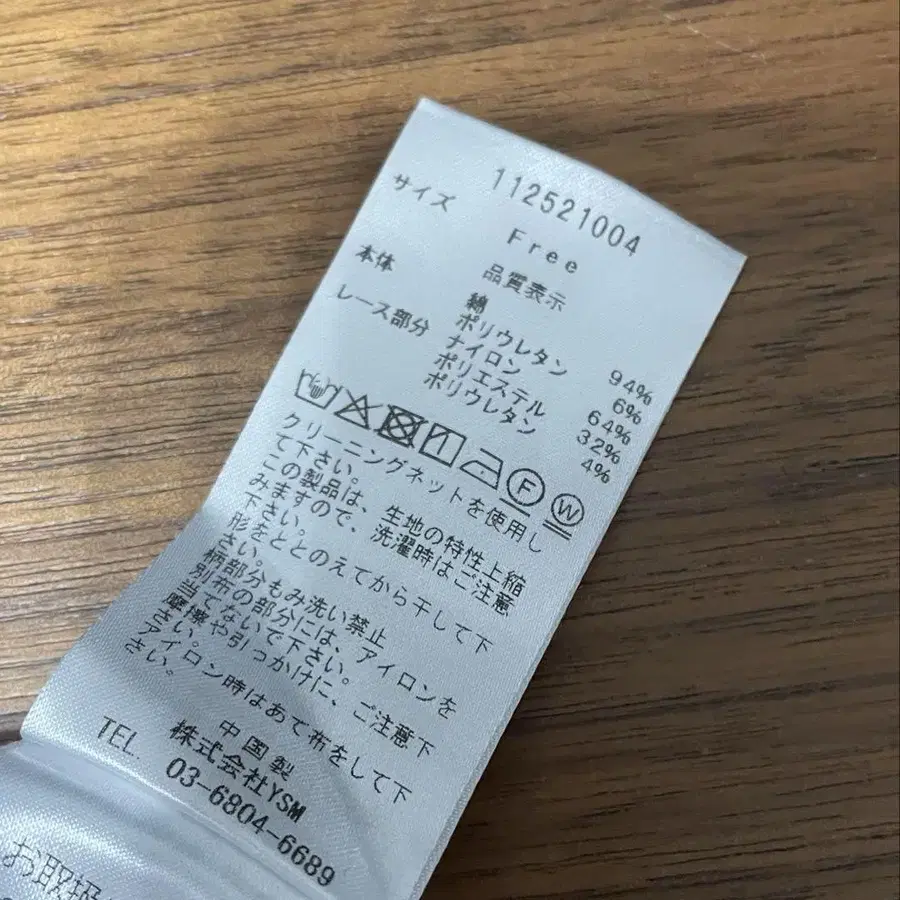 112521004
サイズ Free
品質表示
本体 綿 94%
ポリウレタン 6%
レース部分 ナイロン 64%
ポリエステル 32%
ポリウレタン 4%
F W
クリーニングネットを使用し
て下さい。
この製品は、生地の特性上縮
みますので、洗濯時はご注意
下さい。
形をととのえてから干して下
さい。
柄部分もみ洗い禁止
別布の部分には、アイロンを
当てないで下さい。
摩擦や引っかけに、ご注意下
さい。
アイロン時はあて布をして下
さい。
中国製
株式会社YSM
TEL 03-6804-6689
お取扱